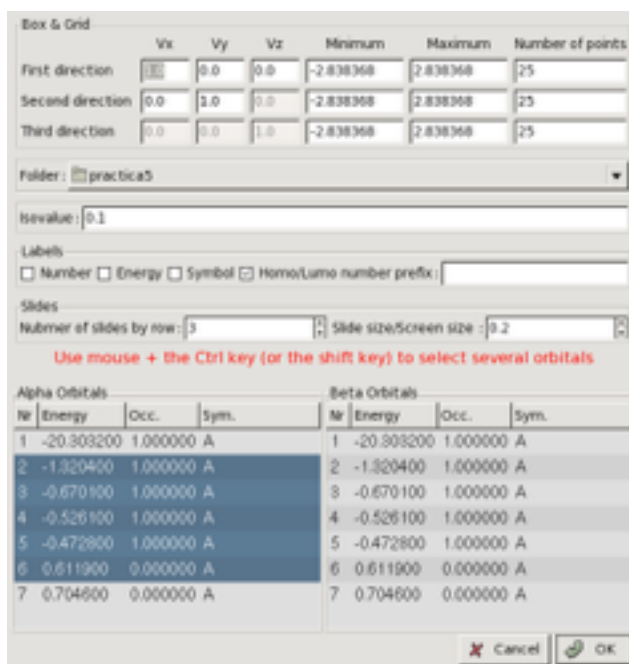 Box & Grid
Vx Vy Vz Minimum Maximum Number of points
First direction 0.0 0.0 -2.838368 2.838368 25
Second direction 0.0 1.0 0.0 -2.838368 2.838368 25
Third direction 0.0 0.0 1.0 -2.838368 2.838368 25
Folder: practica5
Isovalue: 0.1
Labels
Number Energy Symbol Homo/Lumo number prefix:
Slides
Nubmer of slides by row: 3 Slide size/Screen size : 0.2
Use mouse + the Ctrl key (or the shift key) to select several orbitals
Alpha Orbitals Beta Orbitals
Nr Energy Occ. Sym. Nr Energy Occ. Sym.
1 -20.303200 1.000000 A 1 -20.303200 1.000000 A
2 -1.320400 1.000000 A 2 -1.320400 1.000000 A
3 -0.670100 1.000000 A 3 -0.670100 1.000000 A
4 -0.526100 1.000000 A 4 -0.526100 1.000000 A
5 -0.472800 1.000000 A 5 -0.472800 1.000000 A
6 0.611900 0.000000 A 6 0.611900 0.000000 A
7 0.704600 0.000000 A 7 0.704600 0.000000 A
Cancel OK